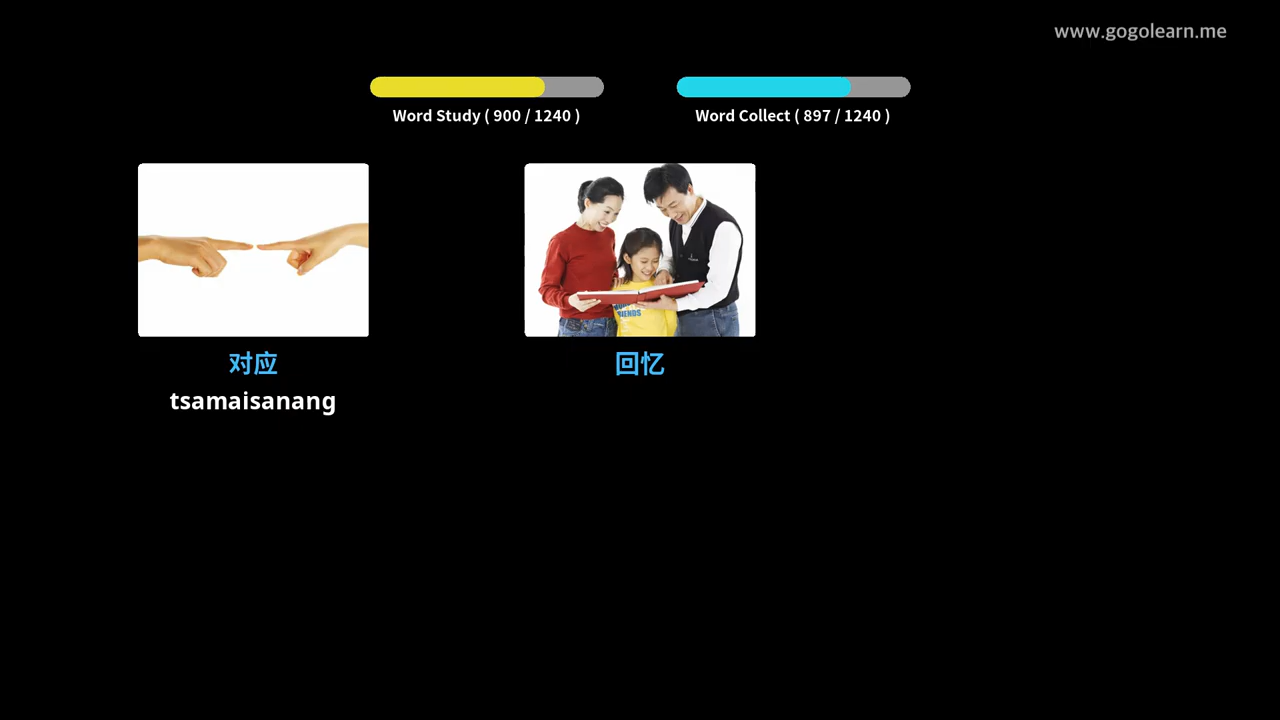 www.gogolearn.me
Word Study ( 900 / 1240 )
Word Collect ( 897 / 1240 )
对应
tsamaisanang
回忆